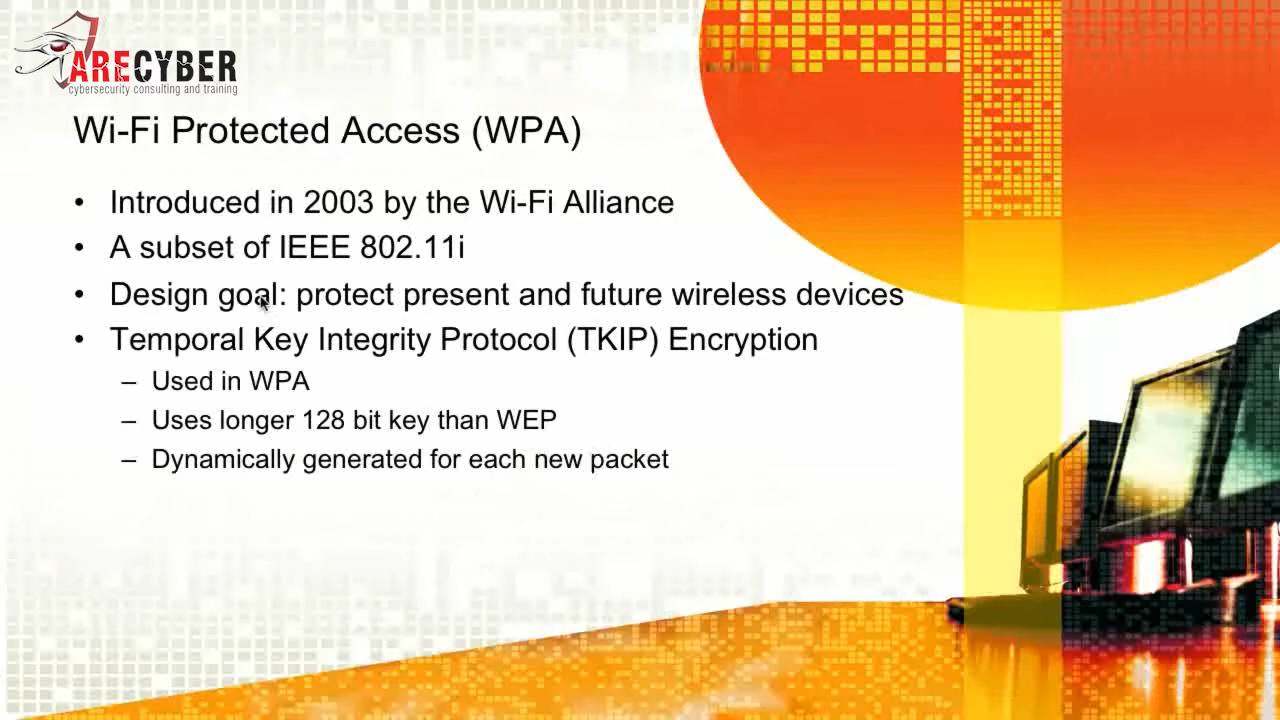 ARECYBER
cybersecurity consulting and training
Wi-Fi Protected Access (WPA)
• Introduced in 2003 by the Wi-Fi Alliance
• A subset of IEEE 802.11i
• Design goal: protect present and future wireless devices
• Temporal Key Integrity Protocol (TKIP) Encryption
– Used in WPA
– Uses longer 128 bit key than WEP
– Dynamically generated for each new packet